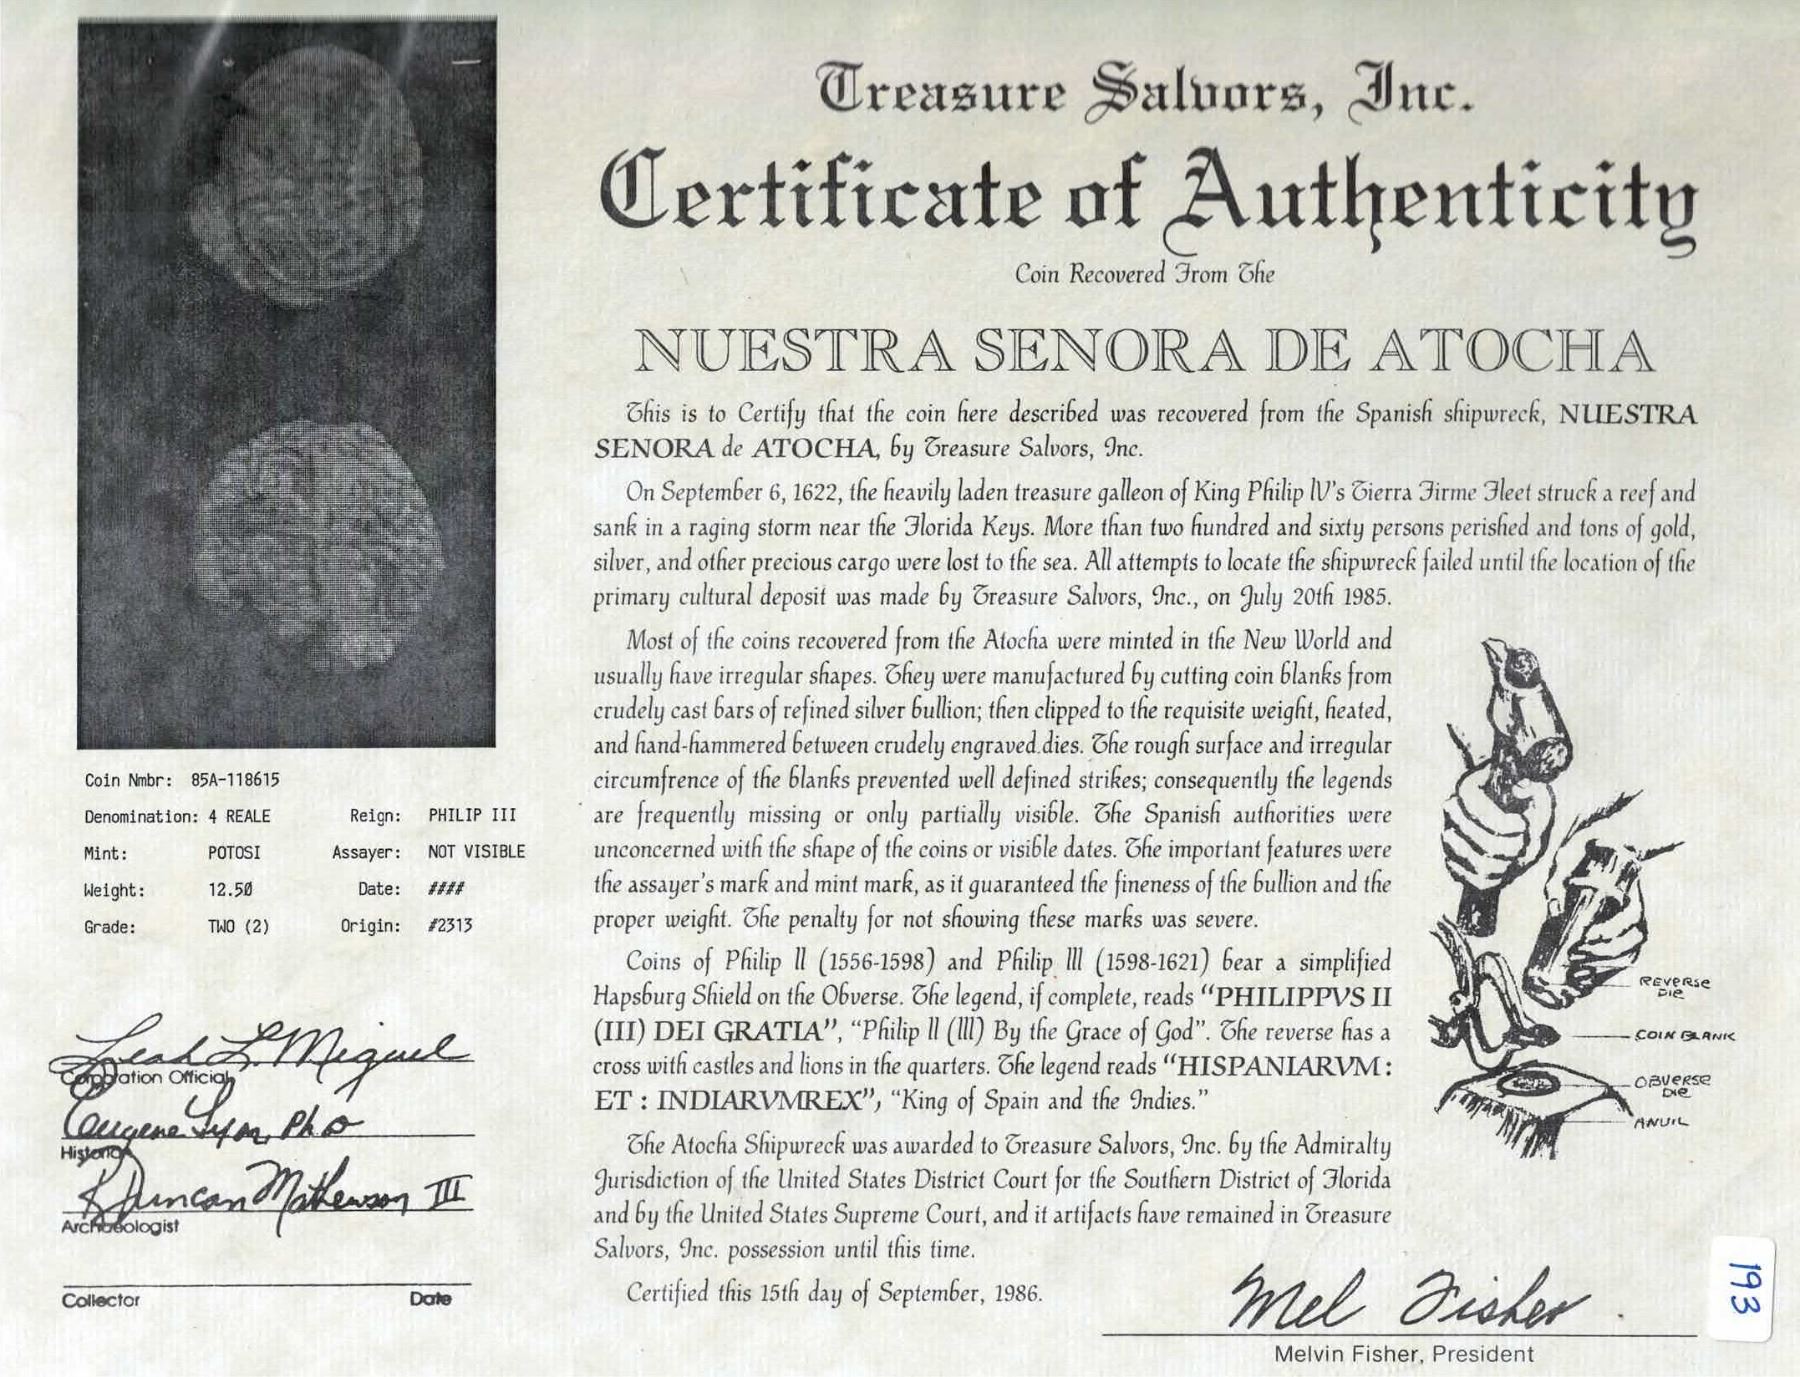 Treasure Salvors, Inc.
Certificate of Authenticity
Coin Recovered From The
NUESTRA SENORA DE ATOCHA
This is to Certify that the coin here described was recovered from the Spanish shipwreck, NUESTRA
SENORA de ATOCHA, by Treasure Salvors, Inc.
On September 6, 1622, the heavily laden treasure galleon of King Philip IV's Tierra Firme Fleet struck a reef and
sank in a raging storm near the Florida Keys. More than two hundred and sixty persons perished and tons of gold,
silver, and other precious cargo were lost to the sea. All attempts to locate the shipwreck failed until the location of the
primary cultural deposit was made by Treasure Salvors, Inc., on July 20th 1985.
Most of the coins recovered from the Atocha were minted in the New World and
usually have irregular shapes. They were manufactured by cutting coin blanks from
crudely cast bars of refined silver bullion; then clipped to the requisite weight, heated,
and hand-hammered between crudely engraved dies. The rough surface and irregular
circumfrence of the blanks prevented well defined strikes; consequently the legends
are frequently missing or only partially visible. The Spanish authorities were
unconcerned with the shape of the coins or visible dates. The important features were
the assayer's mark and mint mark, as it guaranteed the fineness of the bullion and the
proper weight. The penalty for not showing these marks was severe.
Coins of Philip II (1556-1598) and Philip III (1598-1621) bear a simplified
Hapsburg Shield on the Obverse. The legend, if complete, reads "PHILIPPVS II
(III) DEI GRATIA", "Philip II (III) By the Grace of God". The reverse has a
cross with castles and lions in the quarters. The legend reads "HISPANIARVM:
ET : INDIARVMREX", "King of Spain and the Indies."
The Atocha Shipwreck was awarded to Treasure Salvors, Inc. by the Admiralty
Jurisdiction of the United States District Court for the Southern District of Florida
and by the United States Supreme Court, and it artifacts have remained in Treasure
Salvors, Inc. possession until this time.
Certified this 15th day of September, 1986.
REVERSE
DIE
COIN BLANK
OBVERSE
DIE
ANVIL
Mel Fisher
Melvin Fisher, President
193
Coin Nmbr: 85A-118615
Denomination: 4 REALE Reign: PHILIP III
Mint: POTOSI Assayer: NOT VISIBLE
Weight: 12.50 Date: ####
Grade: TWO (2) Origin: #2313
Leah L. Miguel
Corporation Official
Eugene Lyon, PhD
Historian
R Duncan Mathewson III
Archaeologist
Collector Date